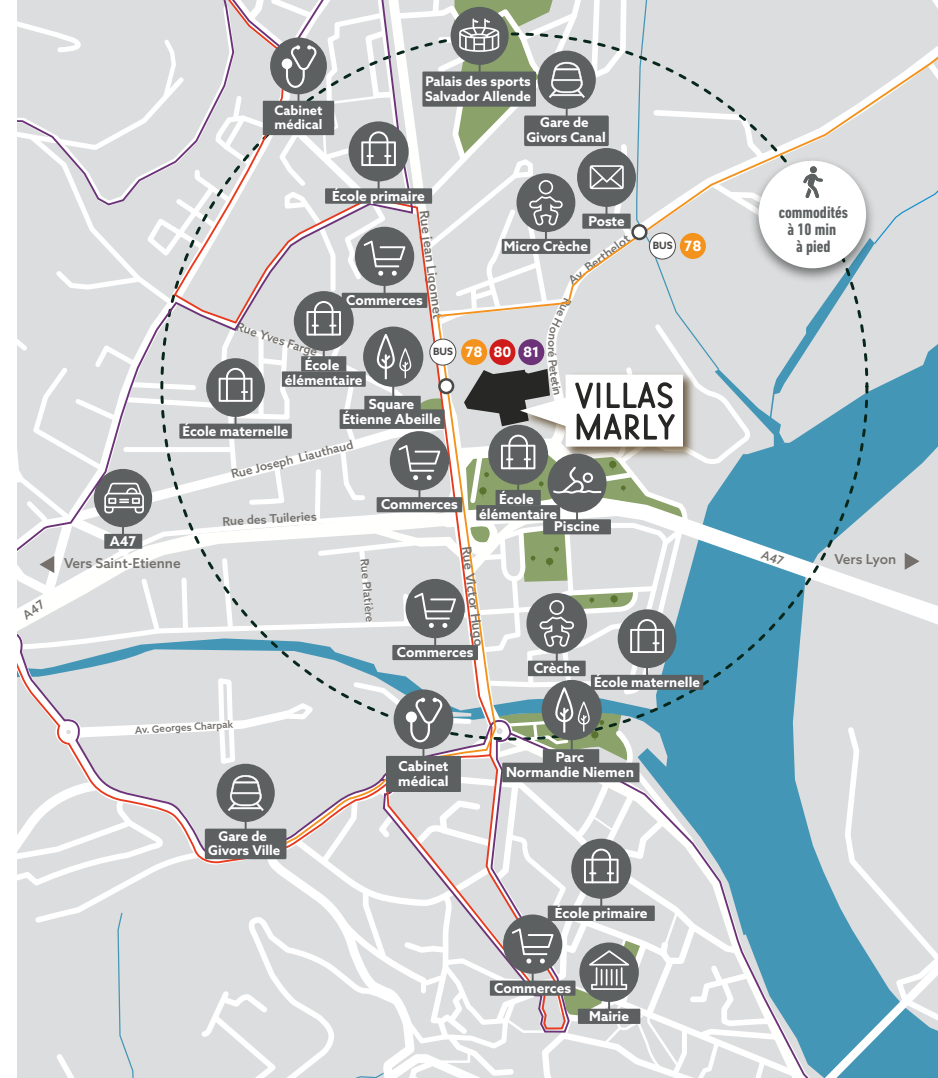 Palais des sports
Salvador Allende
Cabinet
médical
Gare de
Givors Canal
École primaire
Poste
commodités
à 10 min
à pied
Micro Crèche
Av. Berthelot
BUS 78
Rue jean Ligonnet
Commerces
Rue Honoré Petetin
Rue Yves Farge
BUS 78 80 81
École
élémentaire
VILLAS
MARLY
Square
Étienne Abeille
École maternelle
Rue Joseph Liauthaud
Commerces
École
élémentaire
Piscine
Rue des Tuileries
A47
Vers Saint-Etienne
A47
Vers Lyon
A47
Rue Platière
Rue Victor Hugo
Commerces
Crèche
École maternelle
Av. Georges Charpak
Cabinet
médical
Parc
Normandie Niemen
Gare de
Givors Ville
École primaire
Commerces
Mairie